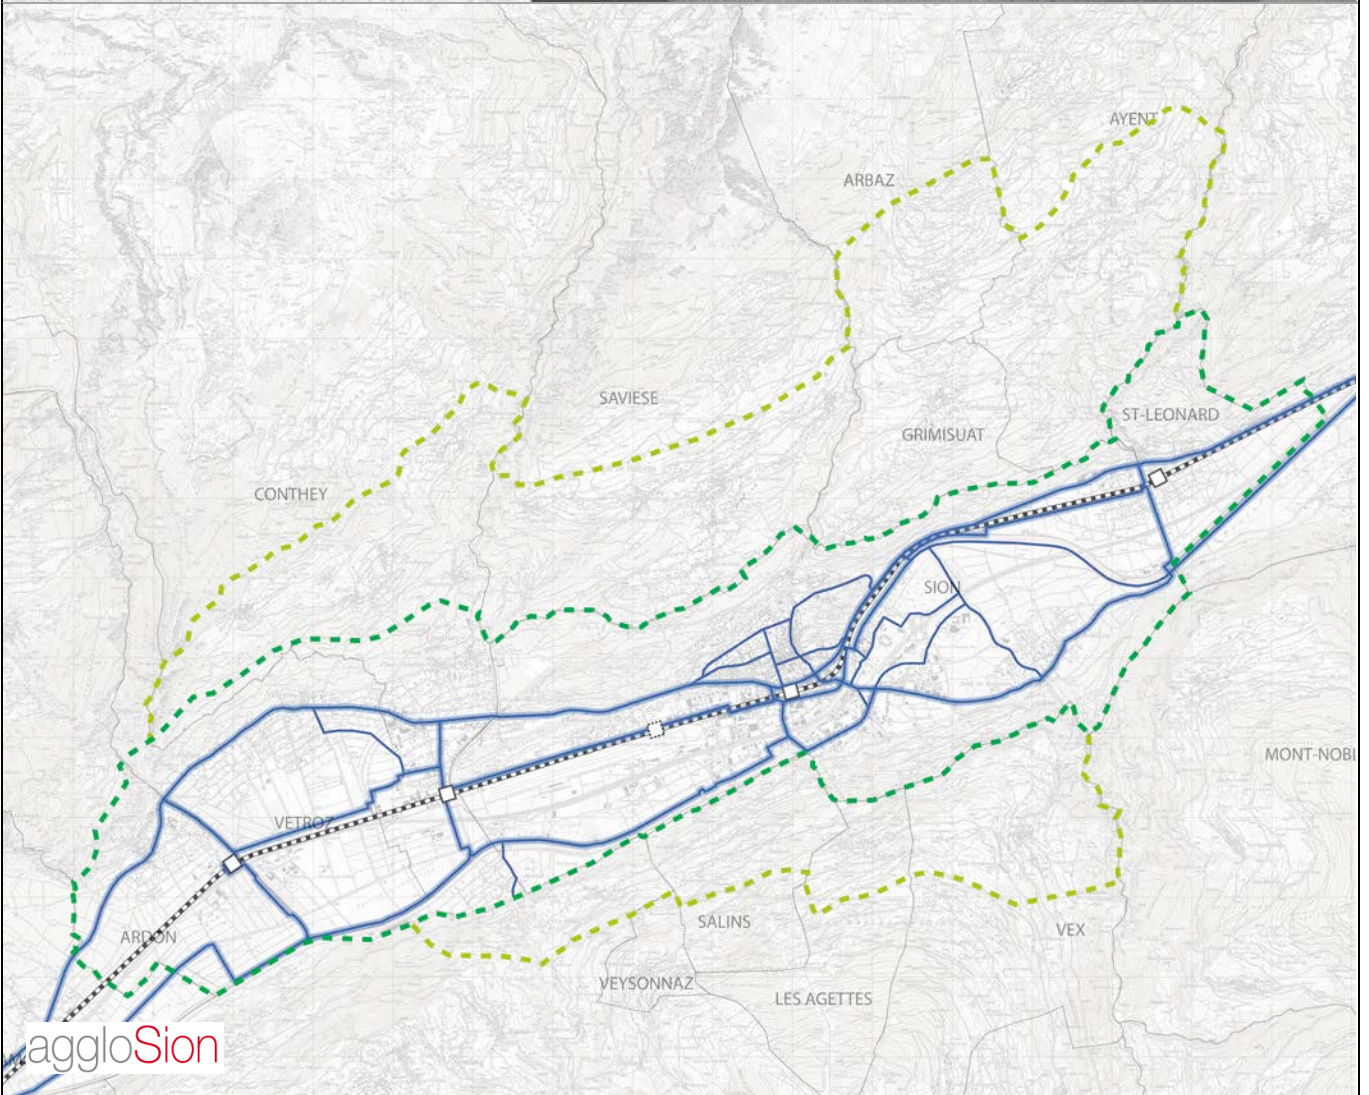 AYENT
ARBAZ
SAVIESE
ST-LEONARD
GRIMISUAT
CONTHEY
SION
MONT-NOBL
VETROZ
SALINS
VEX
ARDON
VEYSONNAZ
LES AGETTES
aggloSion